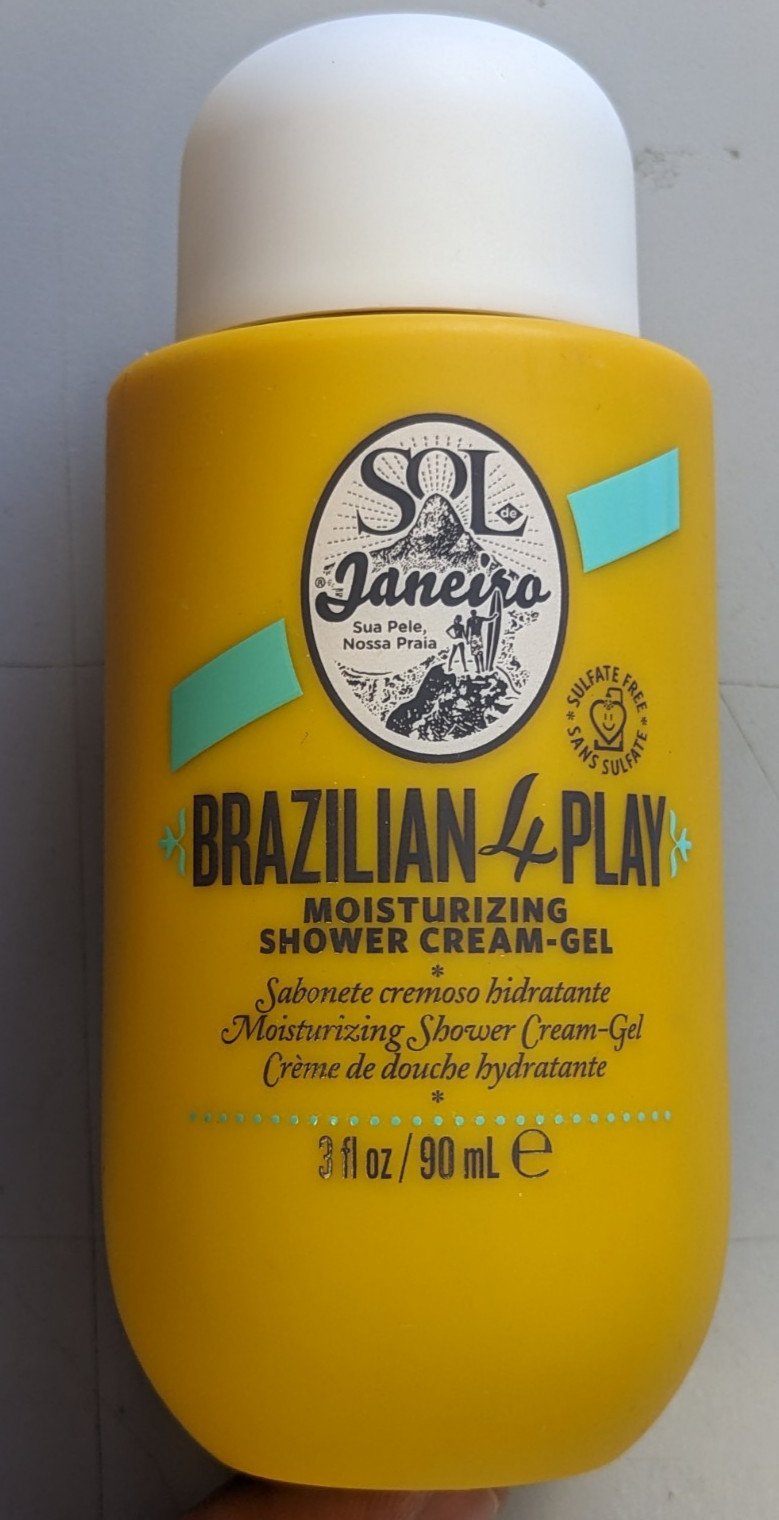 SOL
de
Janeiro
®
Sua Pele,
Nossa Praia
* SULFATE FREE *
SANS SULFATE
BRAZILIAN 4 PLAY
MOISTURIZING
SHOWER CREAM-GEL
*
Sabonete cremoso hidratante
Moisturizing Shower Cream-Gel
Crème de douche hydratante
*
3 fl oz / 90 mL ℮